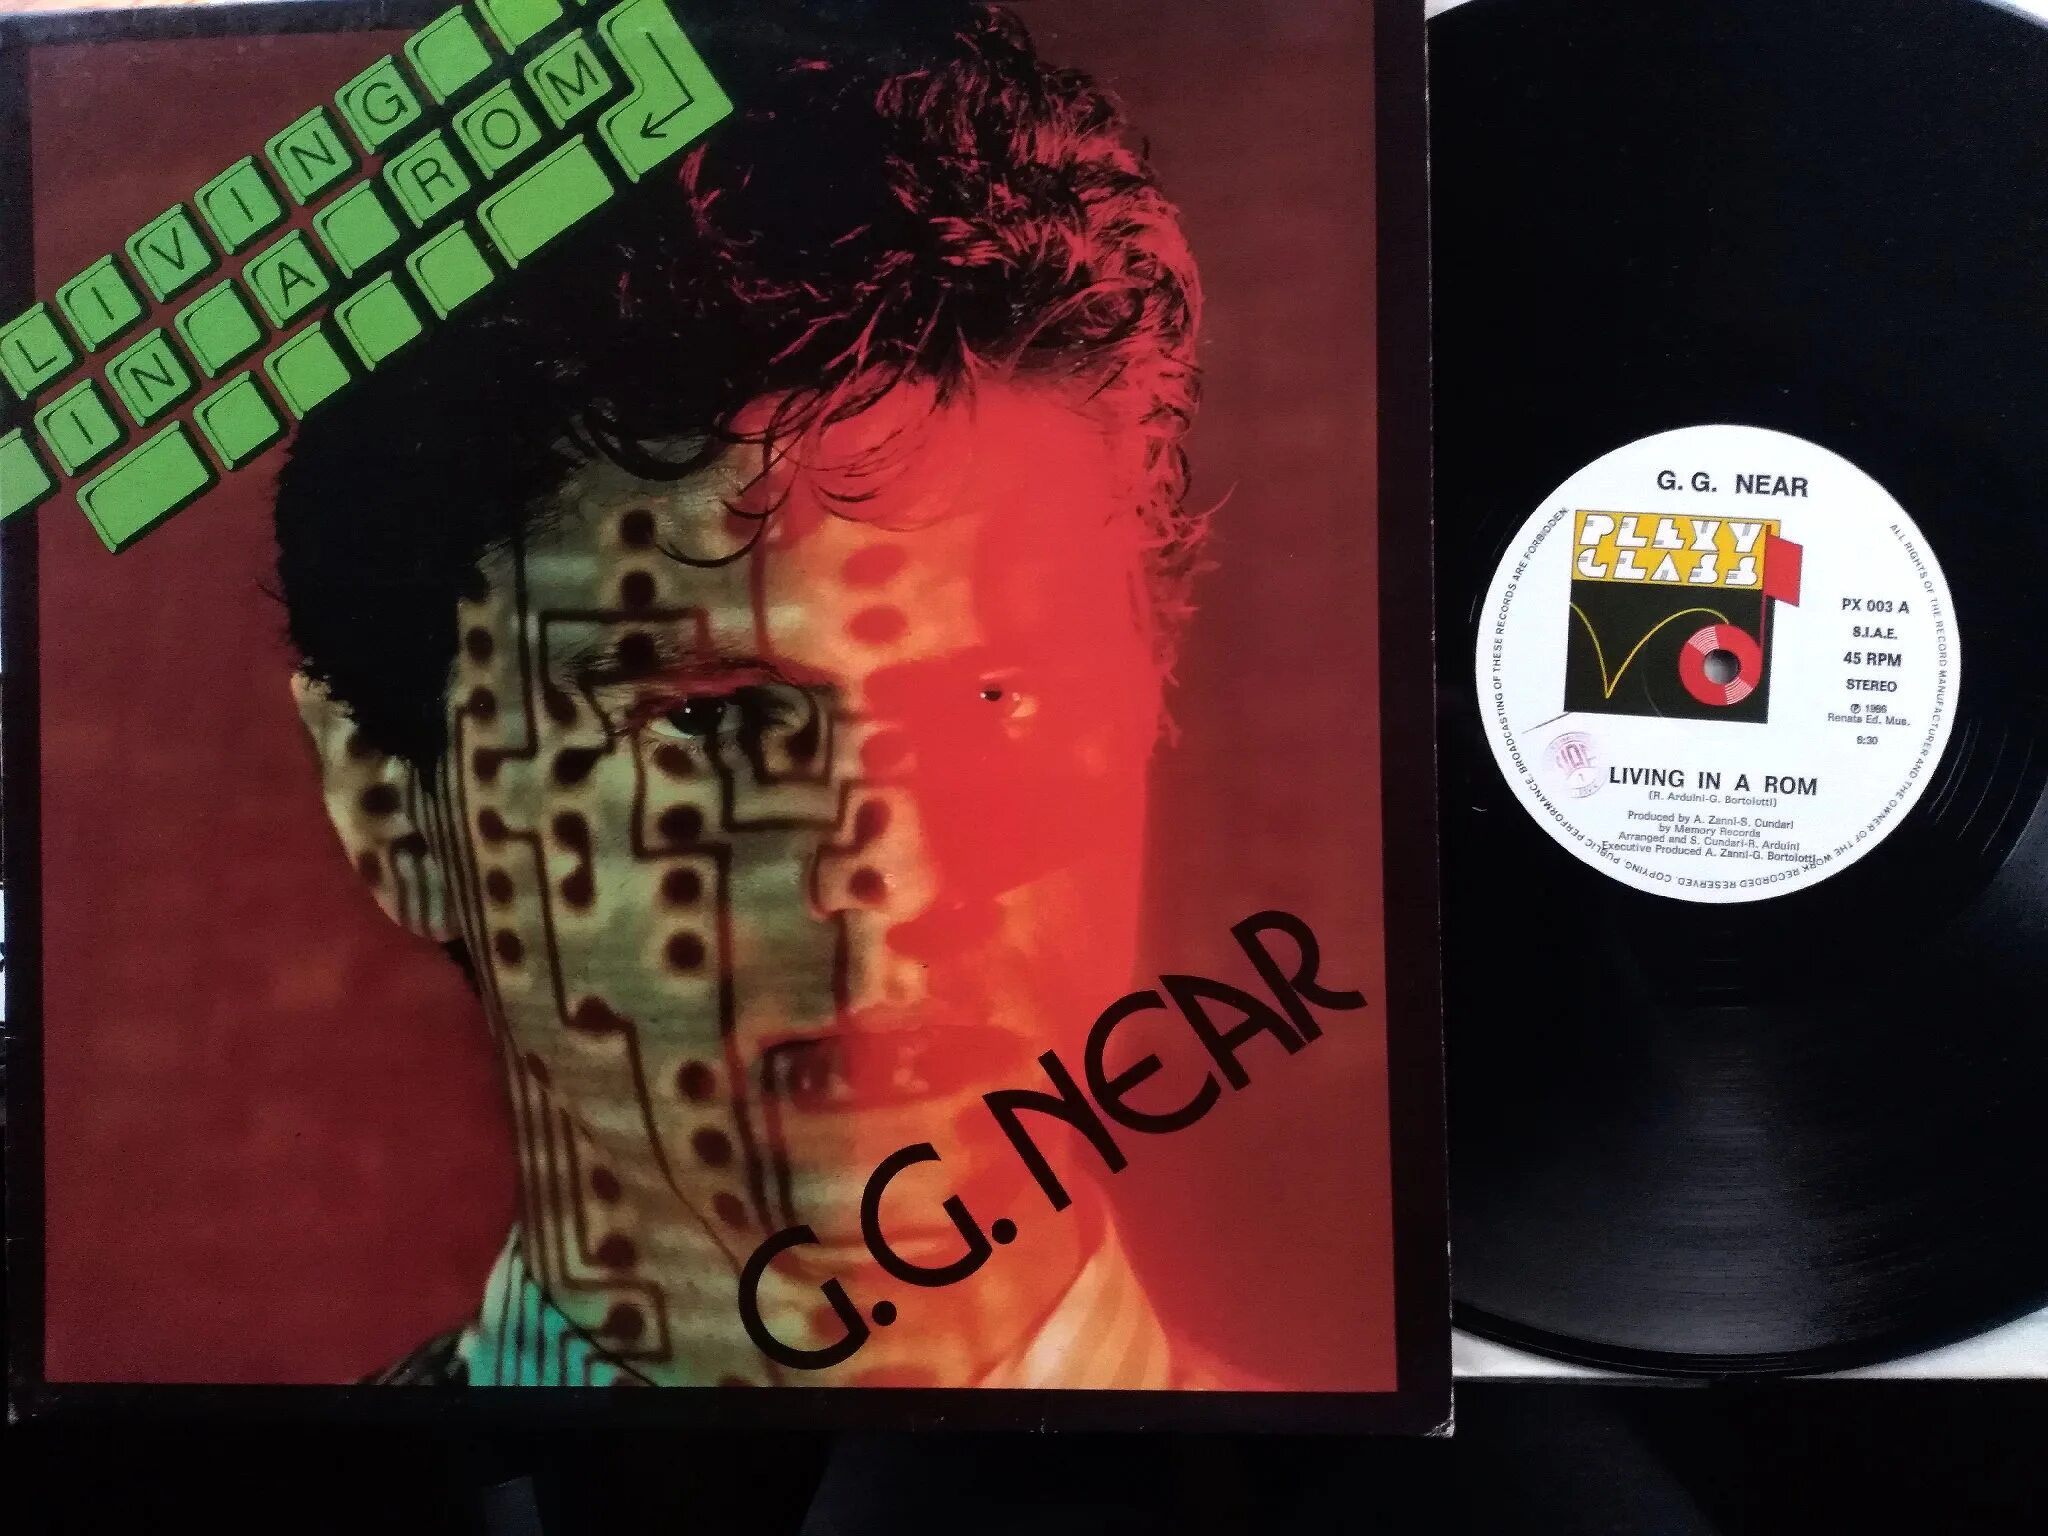 LIVING
IN A ROM
G.G. NEAR
G. G. NEAR
PLEXY
CLASS
PX 003 A
S.I.A.E.
45 RPM
STEREO
℗ 1986
Renata Ed. Mus.
6:30
LIVING IN A ROM
(R. Arduini-G. Bortolotti)
Produced by A. Zanni-S. Cundari
by Memory Records
Arranged and S. Cundari-R. Arduini
Executive Produced A. Zanni-G. Bortolotti
ALL RIGHTS OF THE RECORD MANUFACTURER AND THE OWNER OF THE WORK RECORDED RESERVED. COPYING, PUBLIC PERFORMANCE, BROADCASTING OF THESE RECORDS ARE FORBIDDEN.